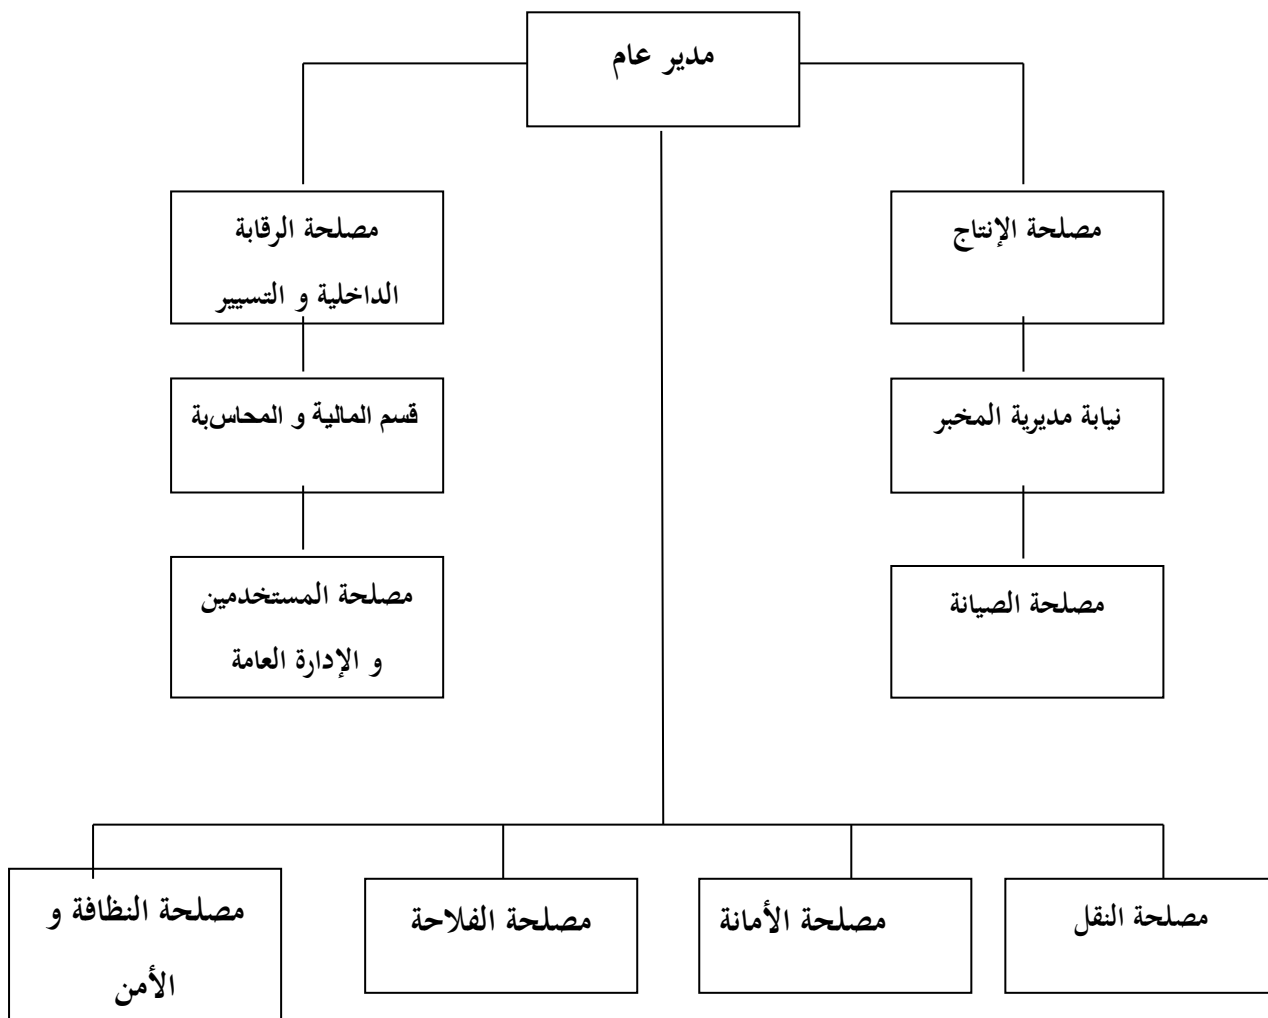 مدير عام
مصلحة الإنتاج
مصلحة الرقابة
الداخلية و التسيير
نيابة مديرية المخبر
قسم المالية و المحاسبة
مصلحة الصيانة
مصلحة المستخدمين
و الإدارة العامة
مصلحة النقل
مصلحة الأمانة
مصلحة الفلاحة
مصلحة النظافة و
الأمن